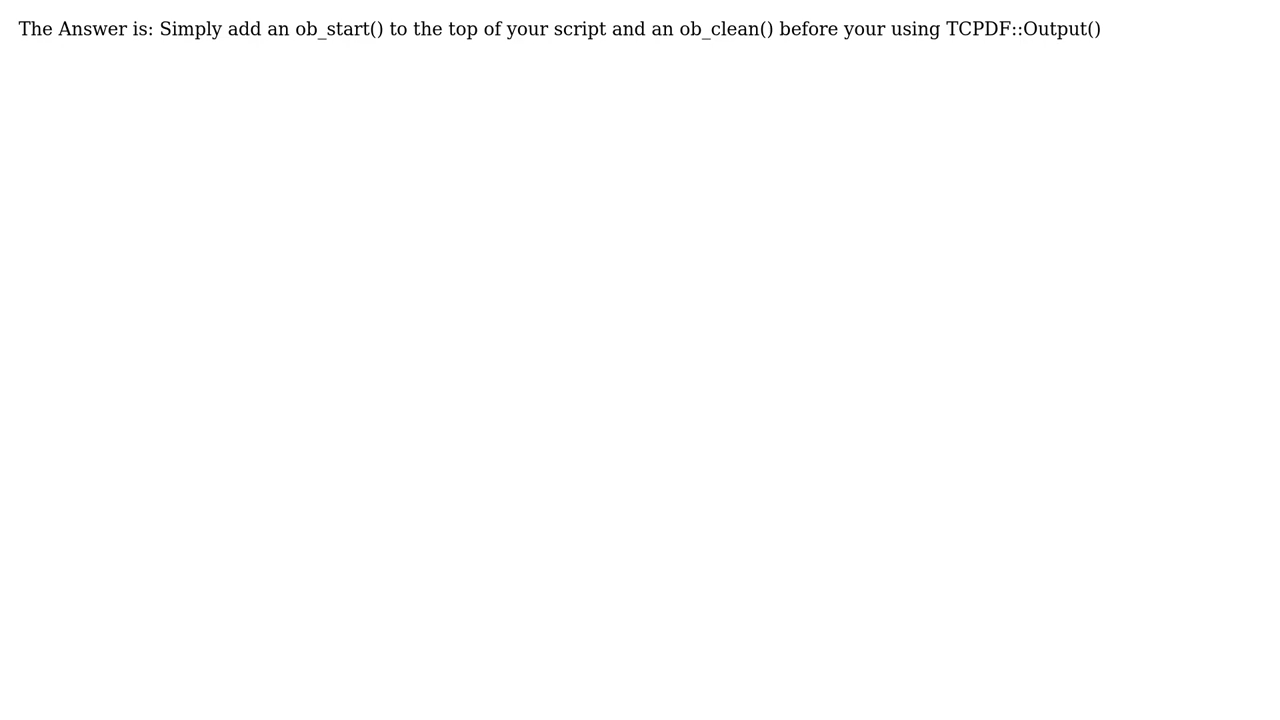 The Answer is: Simply add an ob_start() to the top of your script and an ob_clean() before your using TCPDF::Output()